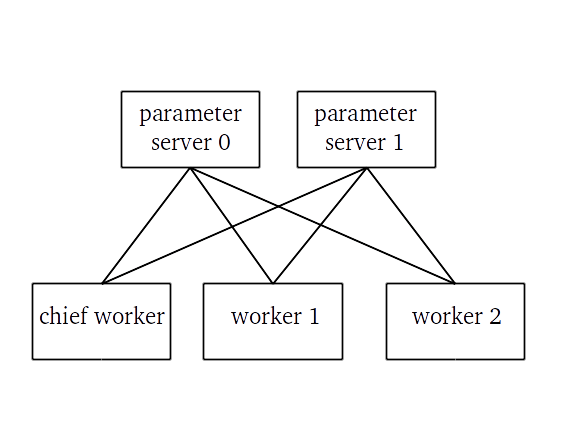 parameter
server 0
parameter
server 1
chief worker
worker 1
worker 2